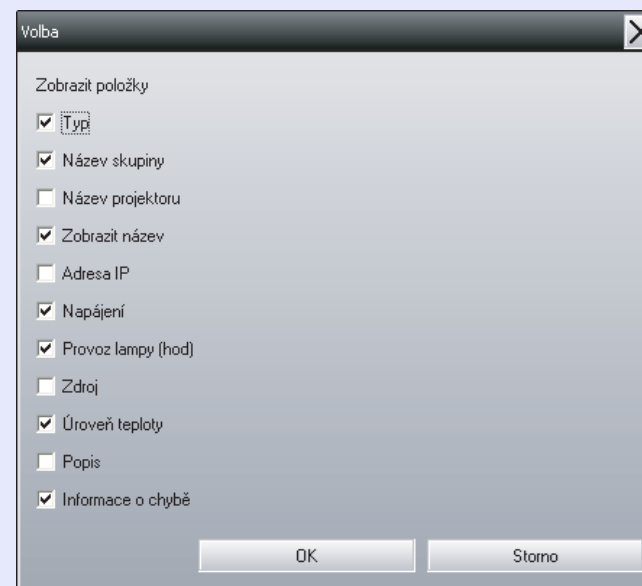 Volba
Zobrazit položky
Typ
Název skupiny
Název projektoru
Zobrazit název
Adresa IP
Napájení
Provoz lampy (hod)
Zdroj
Úroveň teploty
Popis
Informace o chybě
OK Storno